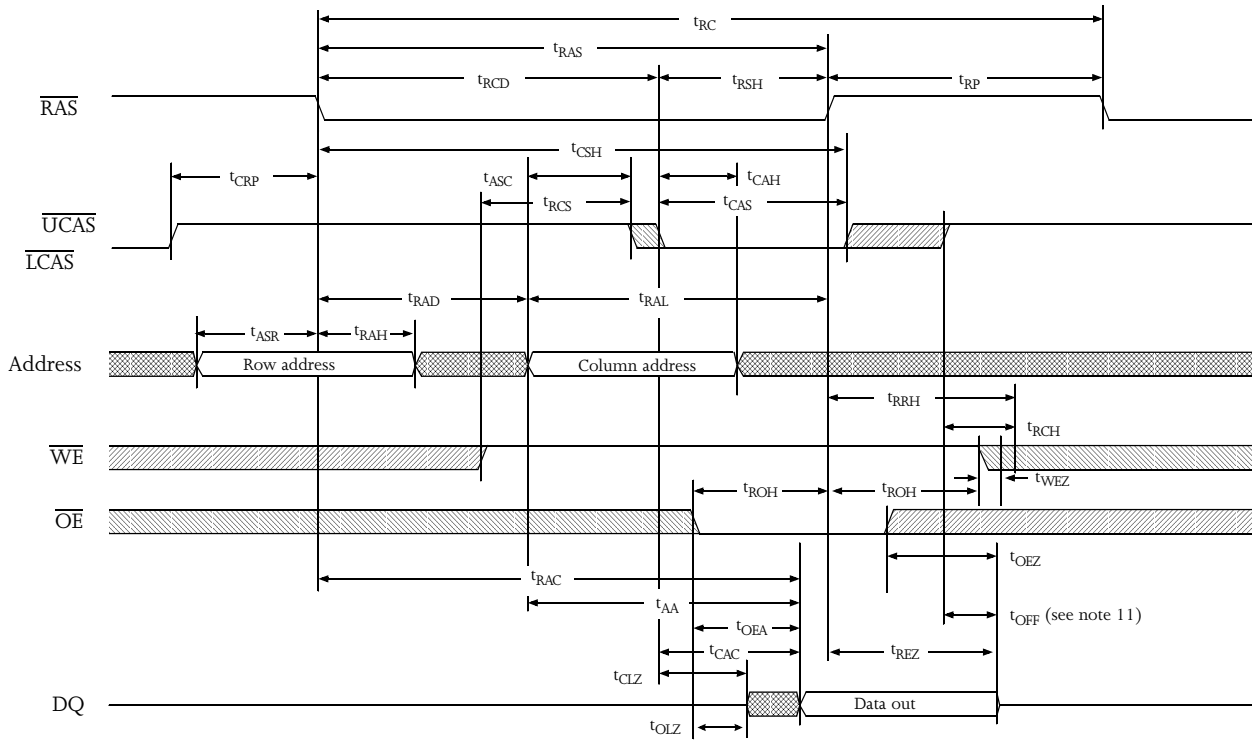 tRC
tRAS
tRCD tRSH tRP
RAS
tCSH
tCRP tASC tCAH
tRCS tCAS
UCAS
LCAS
tRAD tRAL
tASR tRAH
Address Row address Column address
tRRH
tRCH
WE
tWEZ
tROH tROH
OE
tOEZ
tRAC
tAA
tOEA tOFF (see note 11)
tCAC tREZ
tCLZ
DQ Data out
tOLZ